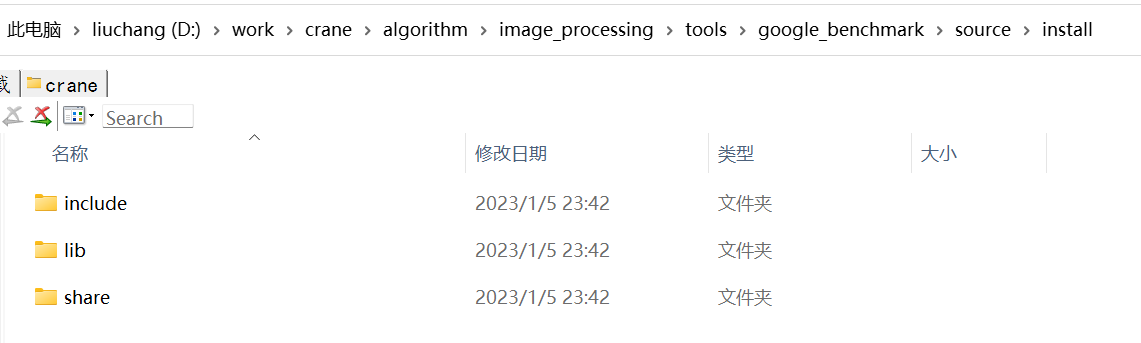 此电脑 > liuchang (D:) > work > crane > algorithm > image_processing > tools > google_benchmark > source > install
crane
Search
名称 修改日期 类型 大小
include 2023/1/5 23:42 文件夹
lib 2023/1/5 23:42 文件夹
share 2023/1/5 23:42 文件夹